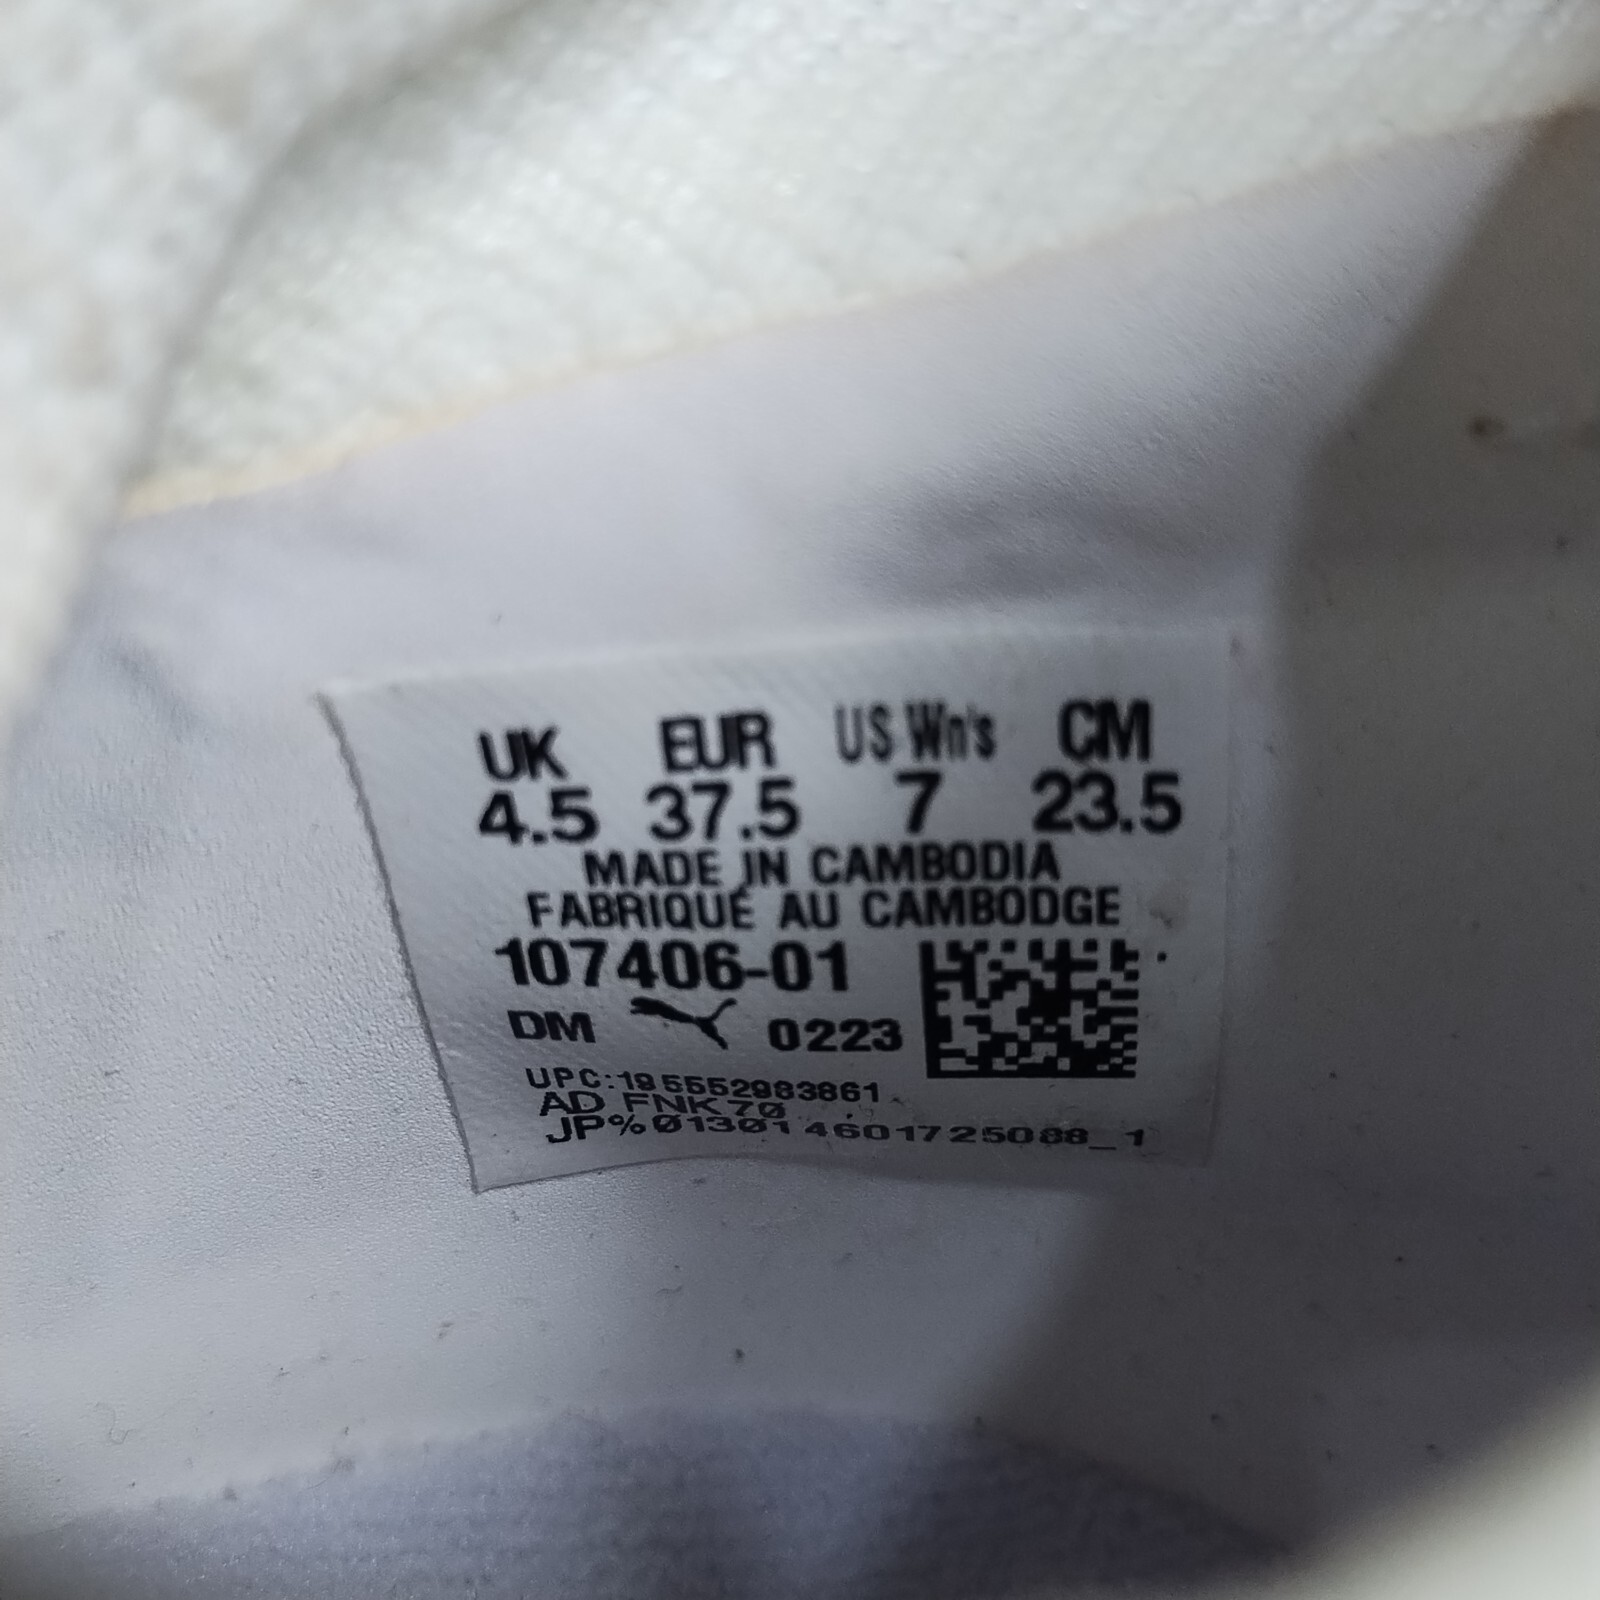 UK EUR US Wn's CM
4.5 37.5 7 23.5
MADE IN CAMBODIA
FABRIQUÉ AU CAMBODGE
107406-01
DM 0223
UPC:195552983861
AD FNK70
JP%013014601725088_1